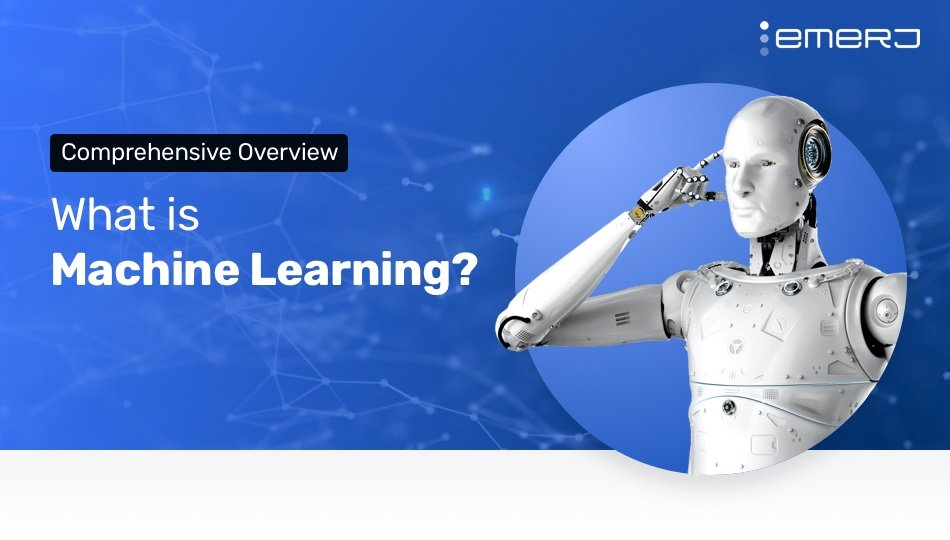 emerj
Comprehensive Overview
What is
Machine Learning?